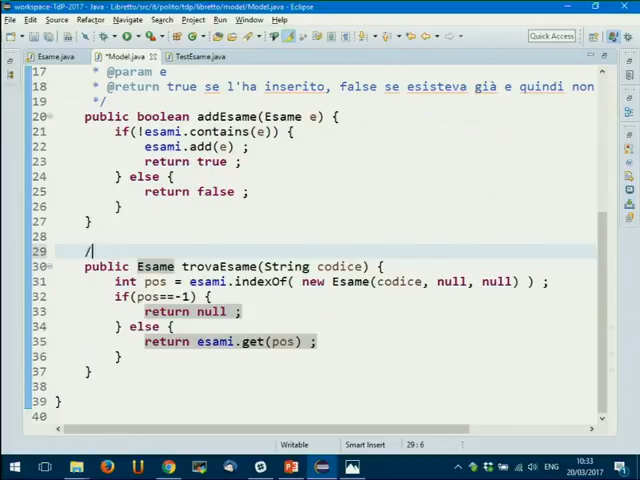 workspace-TdP-2017 - Java - Libretto/src/it/polito/tdp/libretto/model/Model.java - Eclipse
File Edit Source Refactor Navigate Search Project Run Window Help
Quick Access
Esame.java *Model.java TestEsame.java
17 * @param e
18 * @return true se l'ha inserito, false se esisteva già e quindi non
19 */
20 public boolean addEsame(Esame e) {
21 if(!esami.contains(e)) {
22 esami.add(e) ;
23 return true ;
24 } else {
25 return false ;
26 }
27 }
28
29 /
30 public Esame trovaEsame(String codice) {
31 int pos = esami.indexOf( new Esame(codice, null, null) ) ;
32 if(pos==-1) {
33 return null ;
34 } else {
35 return esami.get(pos) ;
36 }
37 }
38
39 }
40
Writable Smart Insert 29 : 6
ENG 10:33
20/03/2017